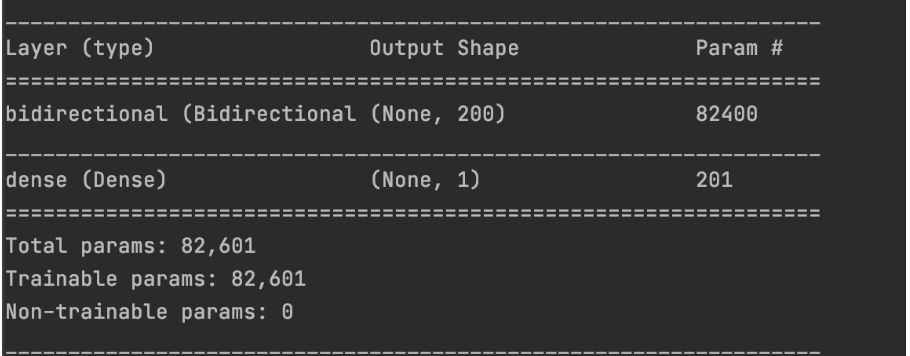 _________________________________________________________________
Layer (type)                 Output Shape              Param #
=================================================================
bidirectional (Bidirectional (None, 200)               82400
_________________________________________________________________
dense (Dense)                (None, 1)                 201
=================================================================
Total params: 82,601
Trainable params: 82,601
Non-trainable params: 0
_________________________________________________________________